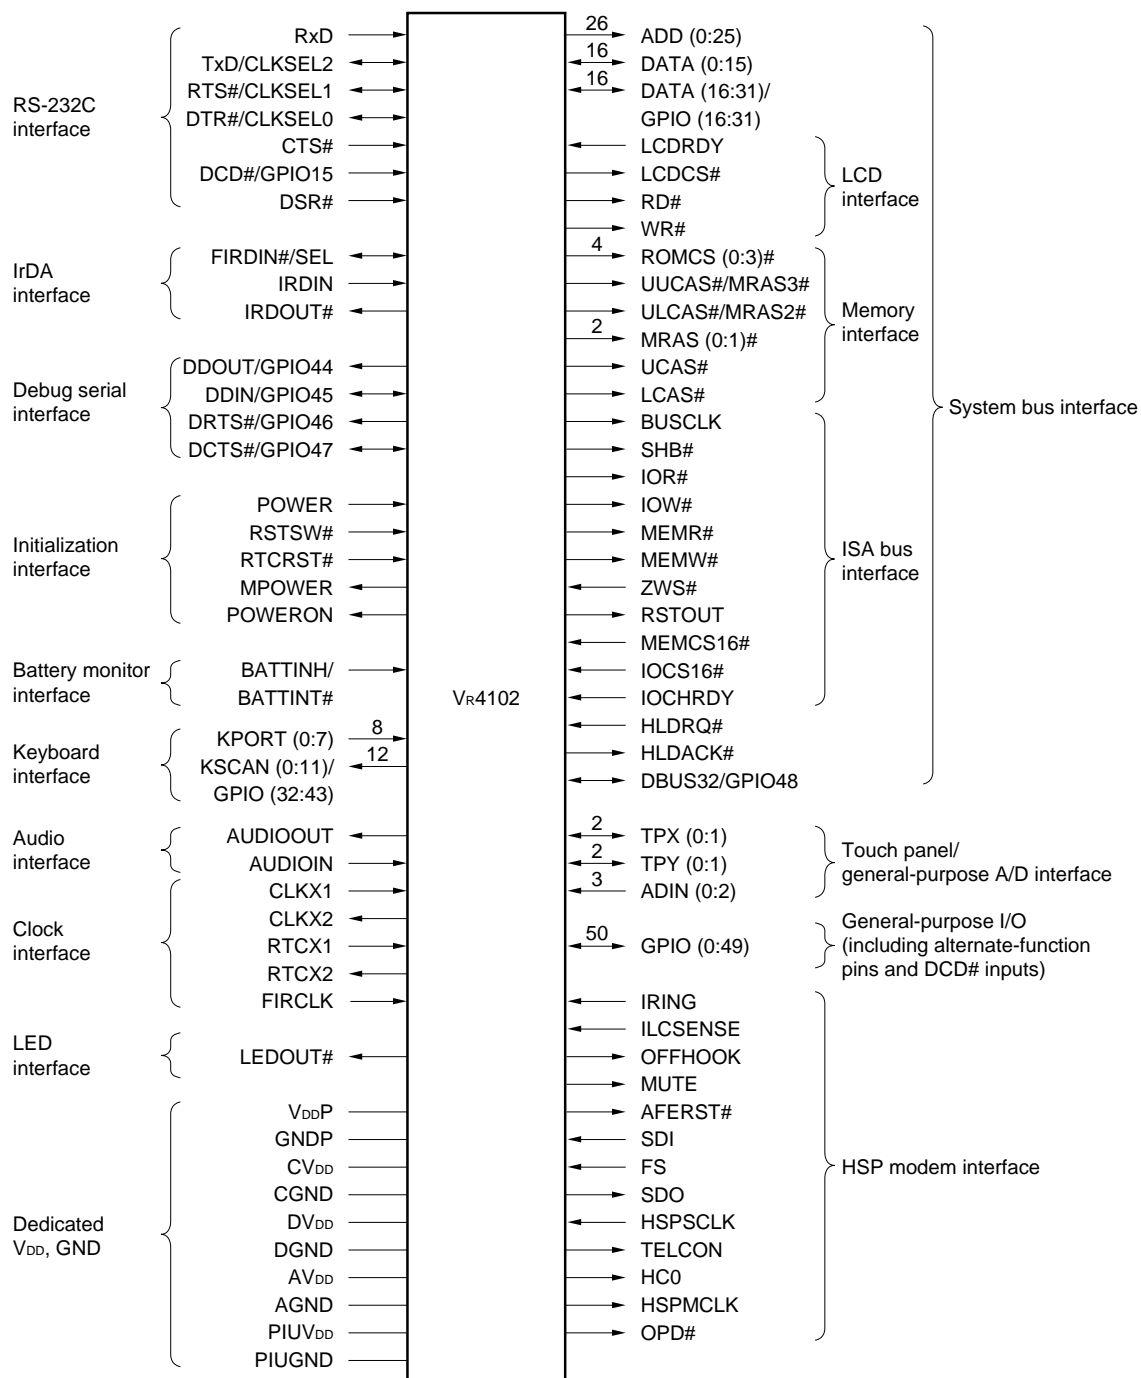 RS-232C
interface
RxD
TxD/CLKSEL2
RTS#/CLKSEL1
DTR#/CLKSEL0
CTS#
DCD#/GPIO15
DSR#
IrDA
interface
FIRDIN#/SEL
IRDIN
IRDOUT#
Debug serial
interface
DDOUT/GPIO44
DDIN/GPIO45
DRTS#/GPIO46
DCTS#/GPIO47
Initialization
interface
POWER
RSTSW#
RTCRST#
MPOWER
POWERON
Battery monitor
interface
BATTINH/
BATTINT#
Keyboard
interface
KPORT (0:7)
8
KSCAN (0:11)/
12
GPIO (32:43)
Audio
interface
AUDIOOUT
AUDIOIN
Clock
interface
CLKX1
CLKX2
RTCX1
RTCX2
FIRCLK
LED
interface
LEDOUT#
Dedicated
VDD, GND
VDDP
GNDP
CVDD
CGND
DVDD
DGND
AVDD
AGND
PIUVDD
PIUGND
VR4102
26
ADD (0:25)
16
DATA (0:15)
16
DATA (16:31)/
GPIO (16:31)
LCDRDY
LCDCS#
RD#
WR#
LCD
interface
4
ROMCS (0:3)#
UUCAS#/MRAS3#
ULCAS#/MRAS2#
2
MRAS (0:1)#
UCAS#
LCAS#
Memory
interface
BUSCLK
SHB#
IOR#
IOW#
MEMR#
MEMW#
ZWS#
RSTOUT
MEMCS16#
IOCS16#
IOCHRDY
ISA bus
interface
HLDRQ#
HLDACK#
DBUS32/GPIO48
System bus interface
2
TPX (0:1)
2
TPY (0:1)
3
ADIN (0:2)
Touch panel/
general-purpose A/D interface
50
GPIO (0:49)
General-purpose I/O
(including alternate-function
pins and DCD# inputs)
IRING
ILCSENSE
OFFHOOK
MUTE
AFERST#
SDI
FS
SDO
HSPSCLK
TELCON
HC0
HSPMCLK
OPD#
HSP modem interface